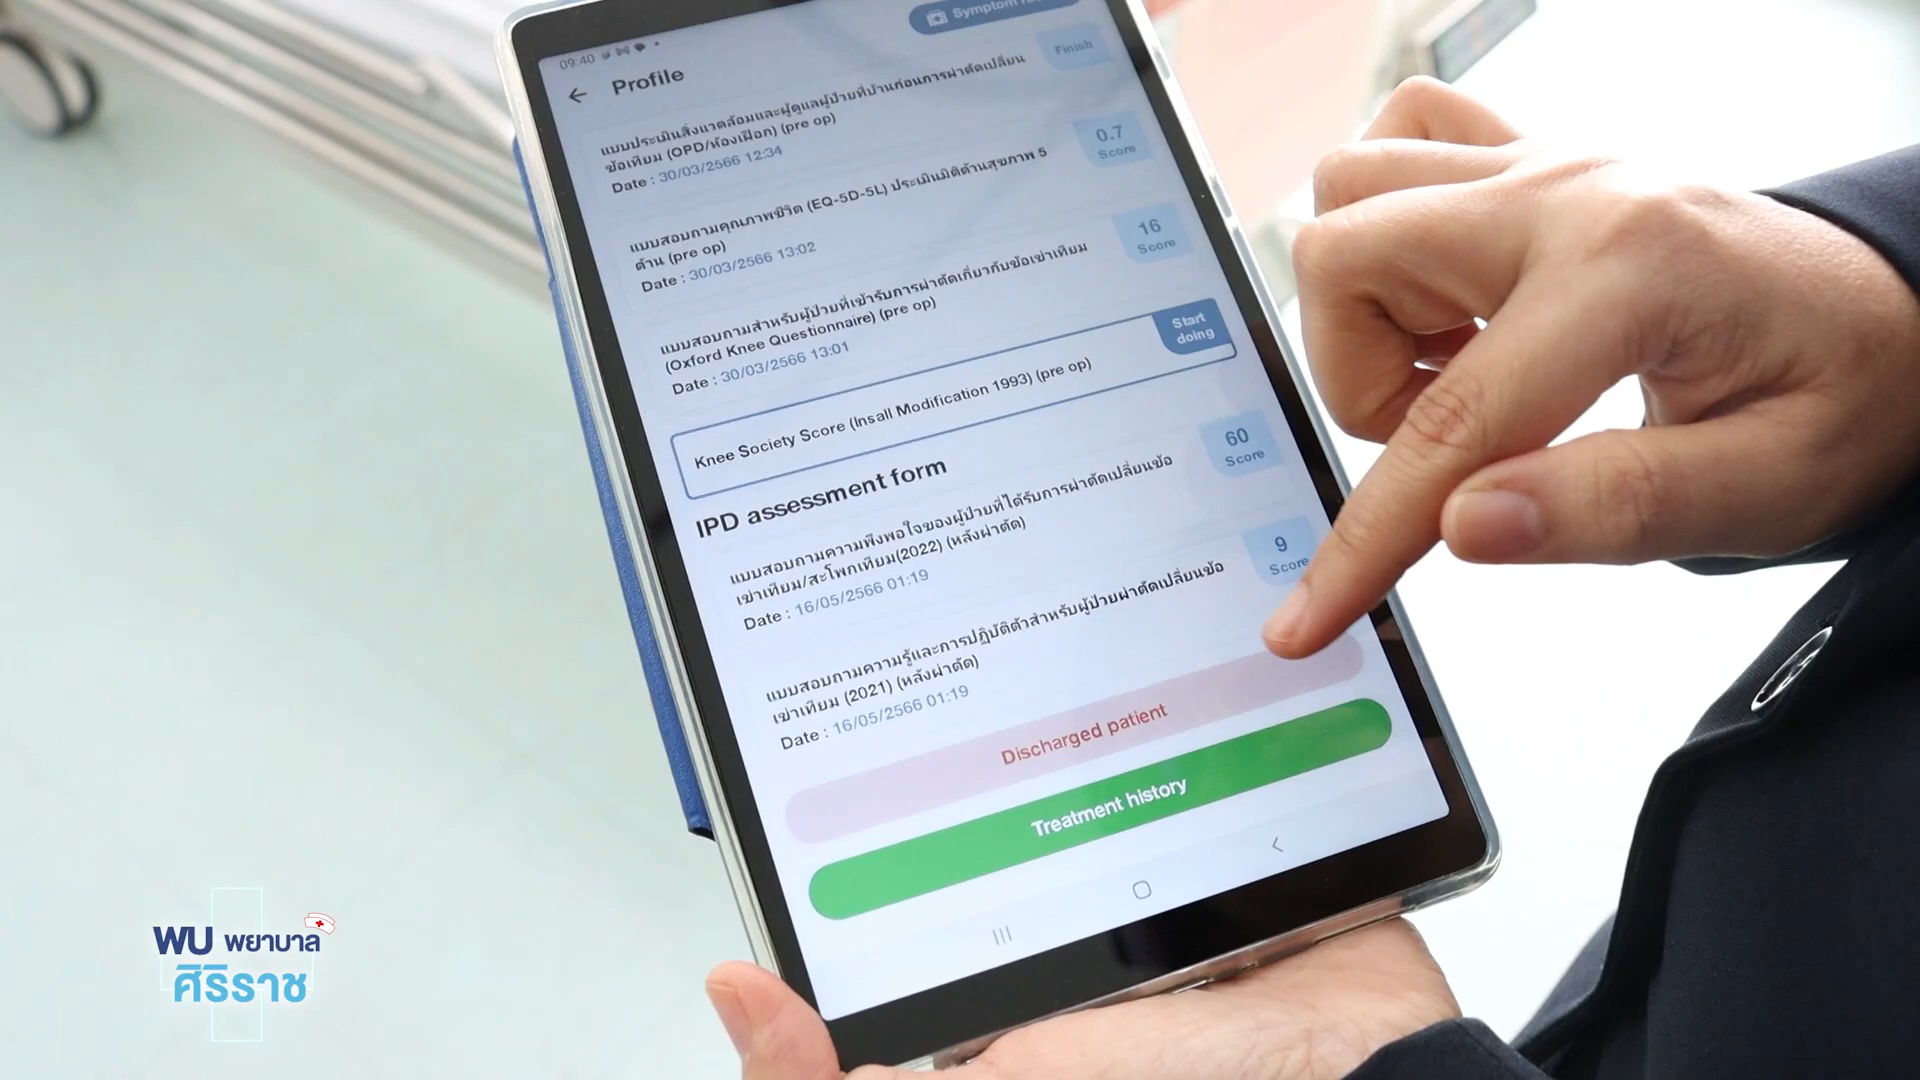 09:40
Symptom
Profile
Finish
แบบประเมินสิ่งแวดล้อมและผู้ดูแลผู้ป่วยที่บ้านก่อนการผ่าตัดเปลี่ยน
ข้อเทียม (OPD/ห้องเฝือก) (pre op)
Date : 30/03/2566 12:34
0.7
Score
แบบสอบถามคุณภาพชีวิต (EQ-5D-5L) ประเมินมิติด้านสุขภาพ 5
ด้าน (pre op)
Date : 30/03/2566 13:02
16
Score
แบบสอบถามสำหรับผู้ป่วยที่เข้ารับการผ่าตัดเกี่ยวกับข้อเข่าเทียม
(Oxford Knee Questionnaire) (pre op)
Date : 30/03/2566 13:01
Start
doing
Knee Society Score (Insall Modification 1993) (pre op)
IPD assessment form
60
Score
แบบสอบถามความพึงพอใจของผู้ป่วยที่ได้รับการผ่าตัดเปลี่ยนข้อ
เข่าเทียม/สะโพกเทียม(2022) (หลังผ่าตัด)
Date : 16/05/2566 01:19
9
Score
แบบสอบถามความรู้และการปฏิบัติตัวสำหรับผู้ป่วยผ่าตัดเปลี่ยนข้อ
เข่าเทียม (2021) (หลังผ่าตัด)
Date : 16/05/2566 01:19
Discharged patient
Treatment history
พบ พยาบาล
ศิริราช